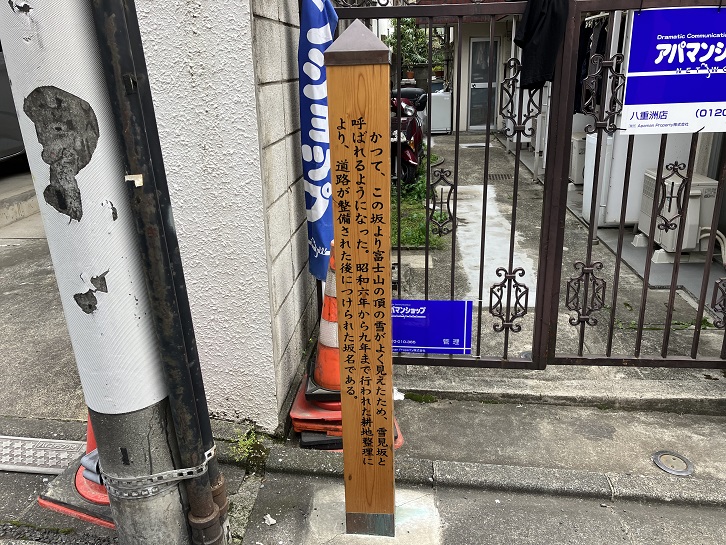 かつて、この坂より富士山の頂の雪がよく見えたため、雪見坂と
呼ばれるようになった。昭和六年から九年まで行われた耕地整理に
より、道路が整備された後につけられた坂名である。
Dramatic Communication
アパマンショップ
NETWORK
八重洲店
(0120
アパマンショップ
管理